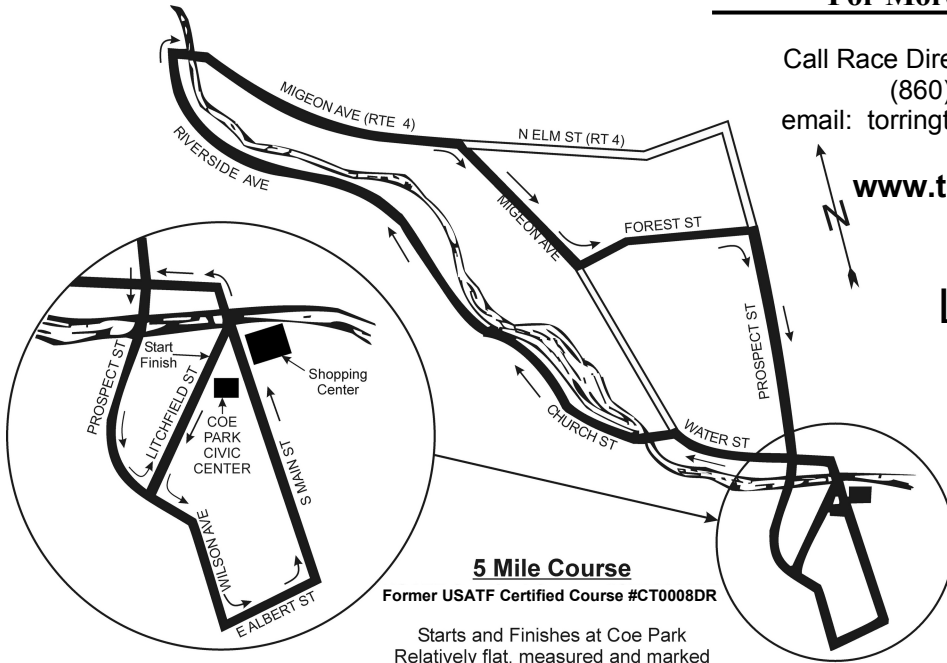 Call Race Dire
(860)
email: torringt
www.t
N
MIGEON AVE (RTE 4)
N ELM ST (RT 4)
RIVERSIDE AVE
MIGEON AVE
FOREST ST
PROSPECT ST
CHURCH ST
WATER ST
PROSPECT ST
Start
Finish
LITCHFIELD ST
Shopping
Center
COE
PARK
CIVIC
CENTER
S MAIN ST
WILSON AVE
E ALBERT ST
5 Mile Course
Former USATF Certified Course #CT0008DR
Starts and Finishes at Coe Park
Relatively flat, measured and marked